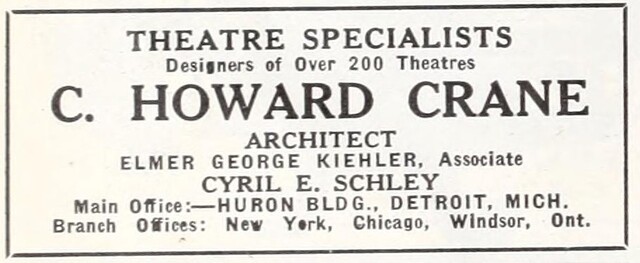 THEATRE SPECIALISTS
Designers of Over 200 Theatres
C. HOWARD CRANE
ARCHITECT
ELMER GEORGE KIEHLER, Associate
CYRIL E. SCHLEY
Main Office:—HURON BLDG., DETROIT, MICH.
Branch Offices: New York, Chicago, Windsor, Ont.